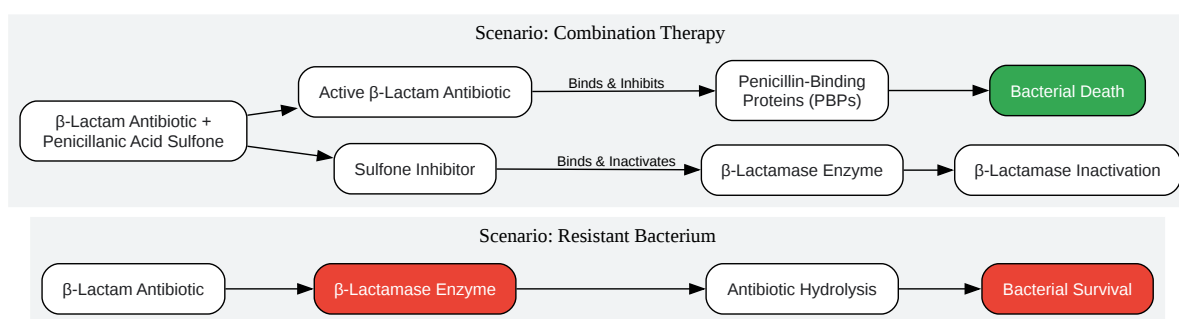 Scenario: Combination Therapy
Active β-Lactam Antibiotic
Binds & Inhibits
Penicillin-Binding
Proteins (PBPs)
Bacterial Death
β-Lactam Antibiotic +
Penicillanic Acid Sulfone
Sulfone Inhibitor
Binds & Inactivates
β-Lactamase Enzyme
β-Lactamase Inactivation
Scenario: Resistant Bacterium
β-Lactam Antibiotic
β-Lactamase Enzyme
Antibiotic Hydrolysis
Bacterial Survival